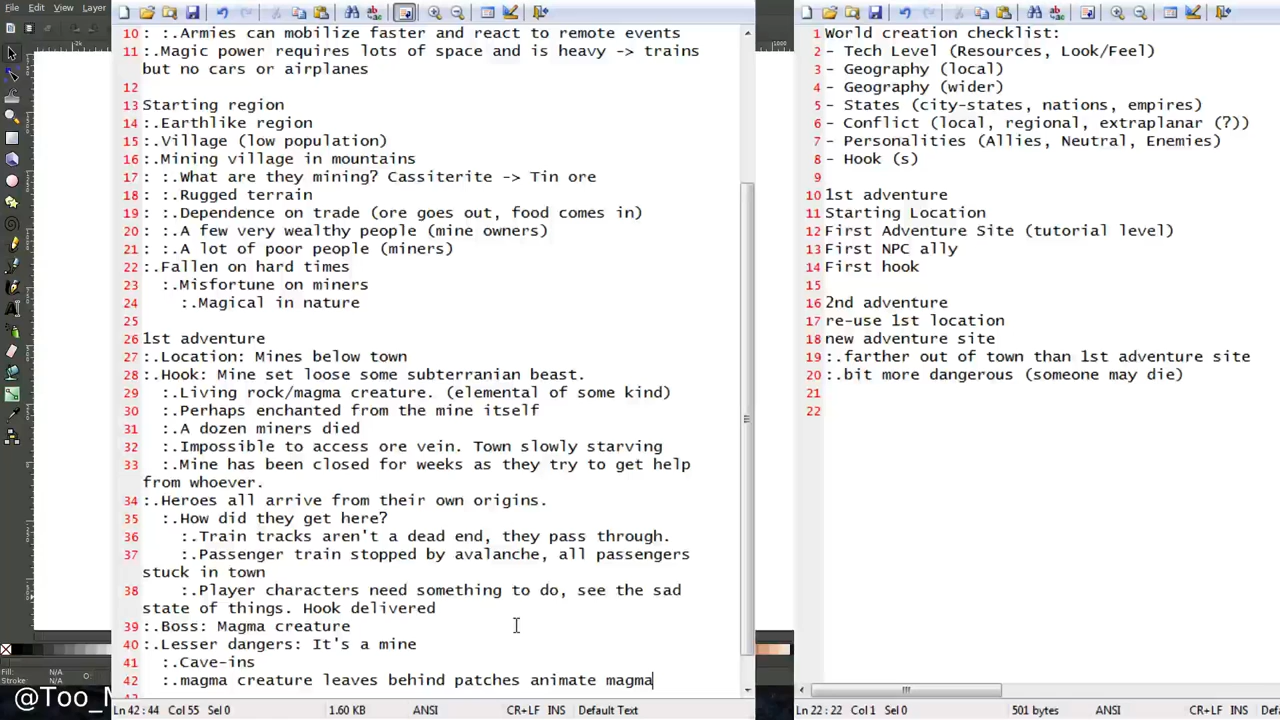 File Edit View Layer
10 : :.Armies can mobilize faster and react to remote events
11 :.Magic power requires lots of space and is heavy -> trains
but no cars or airplanes
12
13 Starting region
14 :.Earthlike region
15 :.Village (low population)
16 :.Mining village in mountains
17 : :.What are they mining? Cassiterite -> Tin ore
18 : :.Rugged terrain
19 : :.Dependence on trade (ore goes out, food comes in)
20 : :.A few very wealthy people (mine owners)
21 : :.A lot of poor people (miners)
22 :.Fallen on hard times
23 :.Misfortune on miners
24 :.Magical in nature
25
26 1st adventure
27 :.Location: Mines below town
28 :.Hook: Mine set loose some subterranian beast.
29 :.Living rock/magma creature. (elemental of some kind)
30 :.Perhaps enchanted from the mine itself
31 :.A dozen miners died
32 :.Impossible to access ore vein. Town slowly starving
33 :.Mine has been closed for weeks as they try to get help
from whoever.
34 :.Heroes all arrive from their own origins.
35 :.How did they get here?
36 :.Train tracks aren't a dead end, they pass through.
37 :.Passenger train stopped by avalanche, all passengers
stuck in town
38 :.Player characters need something to do, see the sad
state of things. Hook delivered
39 :.Boss: Magma creature
40 :.Lesser dangers: It's a mine
41 :.Cave-ins
42 :.magma creature leaves behind patches animate magma
Ln 42 : 44 Col 55 Sel 0 1.60 KB ANSI CR+LF INS Default Text
Fill: N/A
Stroke: N/A
@Too_M
1 World creation checklist:
2 - Tech Level (Resources, Look/Feel)
3 - Geography (local)
4 - Geography (wider)
5 - States (city-states, nations, empires)
6 - Conflict (local, regional, extraplanar (?))
7 - Personalities (Allies, Neutral, Enemies)
8 - Hook (s)
9
10 1st adventure
11 Starting Location
12 First Adventure Site (tutorial level)
13 First NPC ally
14 First hook
15
16 2nd adventure
17 re-use 1st location
18 new adventure site
19 :.farther out of town than 1st adventure site
20 :.bit more dangerous (someone may die)
21
22
Ln 22 : 22 Col 1 Sel 0 501 bytes ANSI CR+LF INS Defa